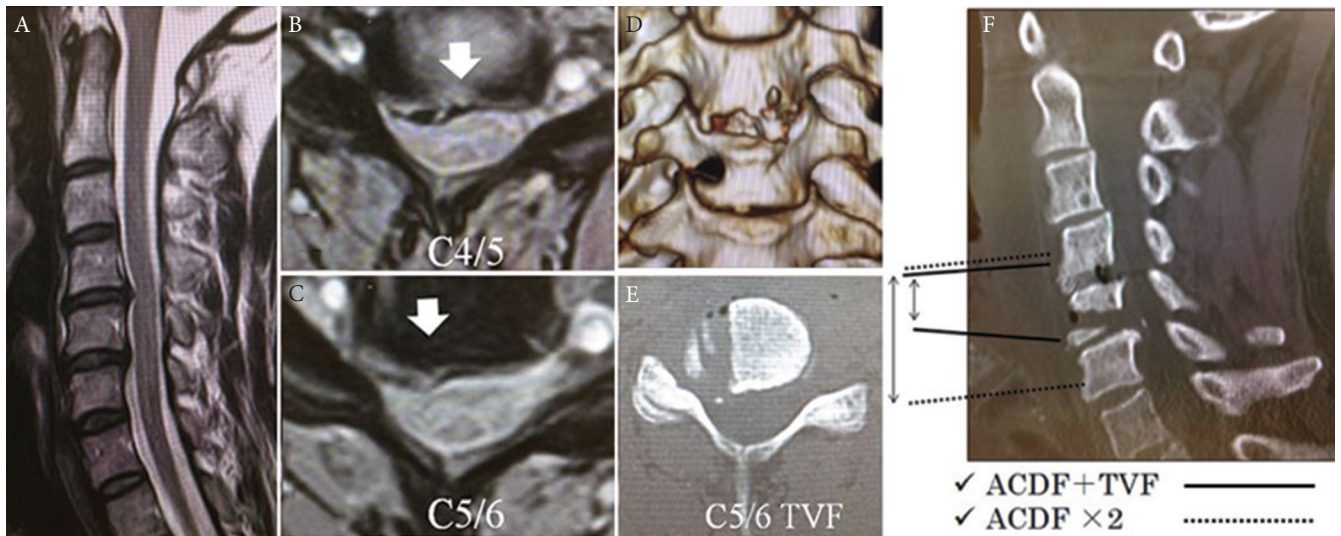 A
B
C4/5
C
C5/6
D
E
C5/6 TVF
F
✓ ACDF+TVF
✓ ACDF ×2